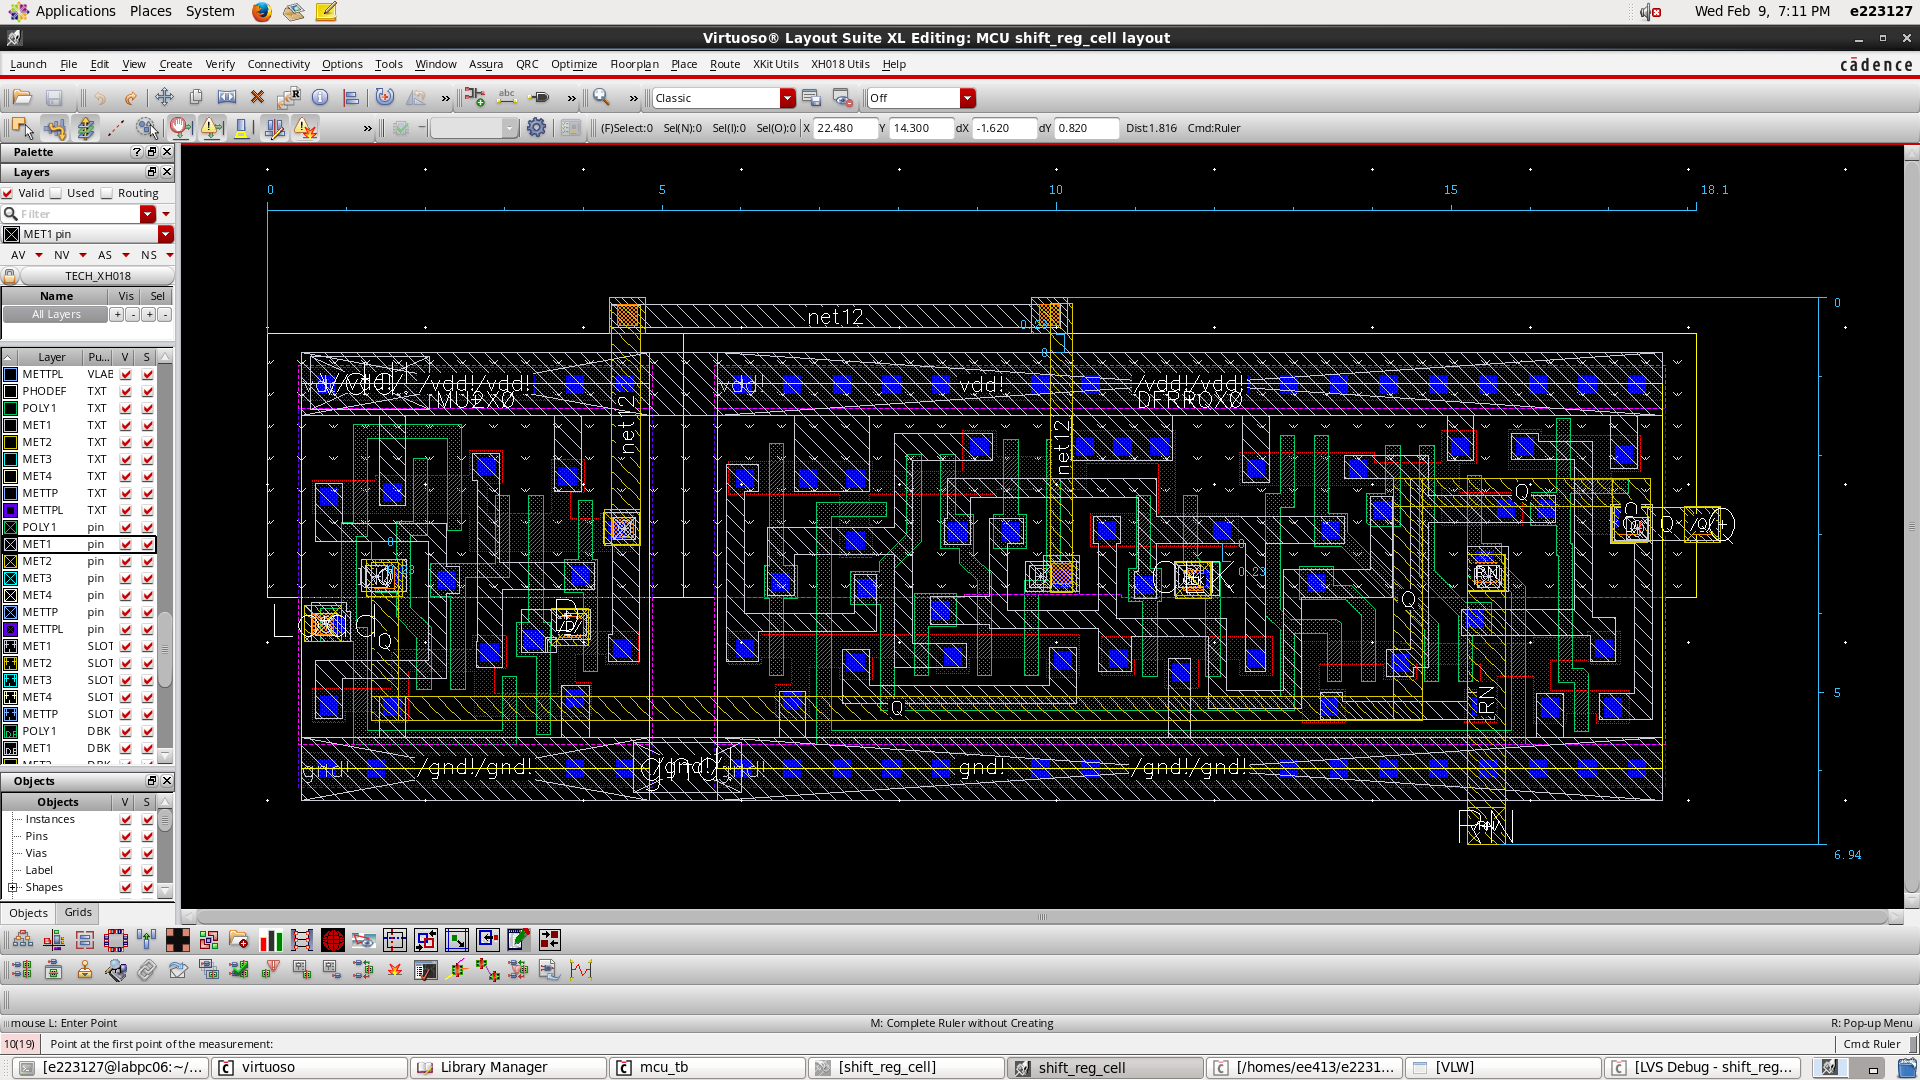 Applications Places System Wed Feb 9, 7:11 PM e223127
Virtuoso® Layout Suite XL Editing: MCU shift_reg_cell layout
Launch File Edit View Create Verify Connectivity Options Tools Window Assura QRC Optimize Floorplan Place Route XKit Utils XH018 Utils Help cādence
» » » Classic Off
» (F)Select:0 Sel(N):0 Sel(I):0 Sel(O):0 X 22.480 Y 14.300 dX -1.620 dY 0.820 Dist:1.816 Cmd:Ruler
Palette
Layers
Valid Used Routing
Filter
MET1 pin
AV NV AS NS
TECH_XH018
Name Vis Sel
All Layers + - + -
Layer Pu... V S
METTPL VLAB
PHODEF TXT
POLY1 TXT
MET1 TXT
MET2 TXT
MET3 TXT
MET4 TXT
METTP TXT
METTPL TXT
POLY1 pin
MET1 pin
MET2 pin
MET3 pin
MET4 pin
METTP pin
METTPL pin
MET1 SLOT
MET2 SLOT
MET3 SLOT
MET4 SLOT
METTP SLOT
POLY1 DBK
MET1 DBK
Objects
Objects V S
Instances
Pins
Vias
Label
Shapes
Objects Grids
0 5 10 15 18.1
0
5
6.94
net12
net12
net12
/vdd!/vdd! vdd! vdd! /vdd!/vdd!
DFRRQX0
Q
Q
Q
Q
RN
RN
0.23
gnd! /gnd!/gnd! gnd! /gnd!/gnd!
mouse L: Enter Point M: Complete Ruler without Creating R: Pop-up Menu
10(19) Point at the first point of the measurement: Cmd: Ruler
[e223127@labpc06:~/... virtuoso Library Manager mcu_tb [shift_reg_cell] shift_reg_cell [/homes/ee413/e2231... [VLW] [LVS Debug - shift_reg...